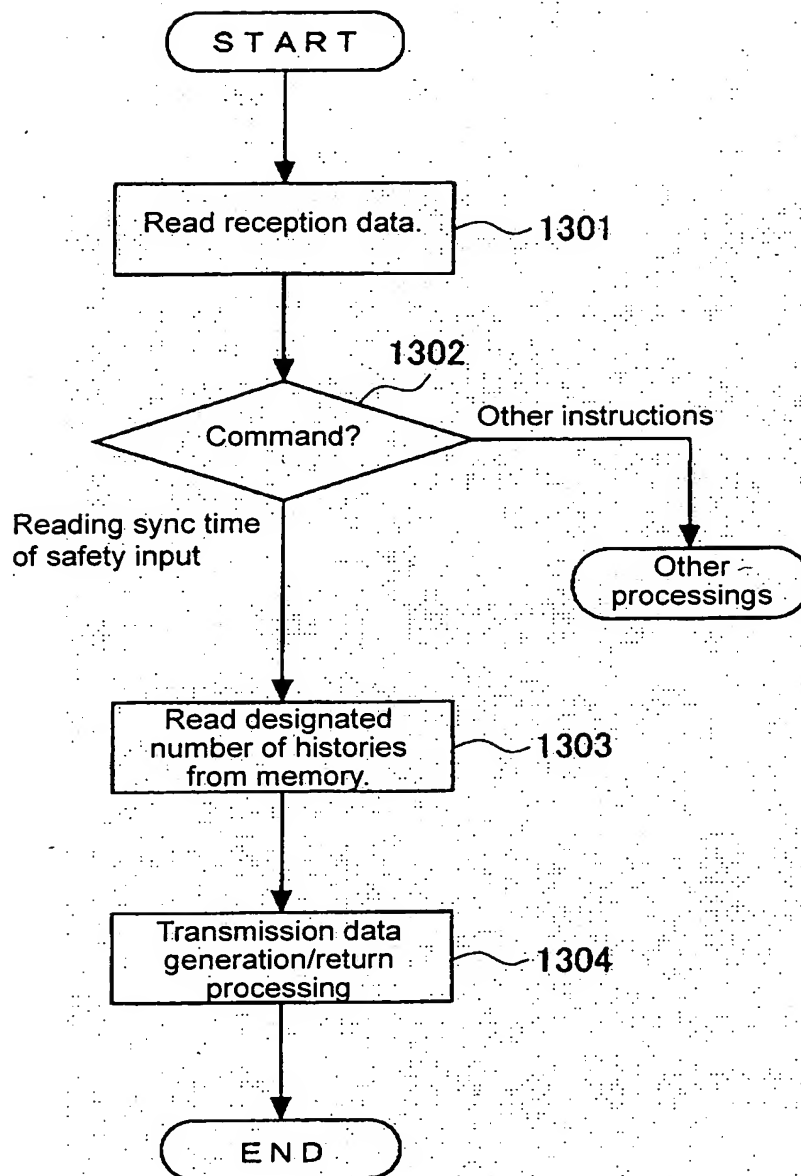 START
Read reception data.
1301
1302
Command?
Other instructions
Reading sync time
of safety input
Other
processings
Read designated
number of histories
from memory.
1303
Transmission data
generation/return
processing
1304
END